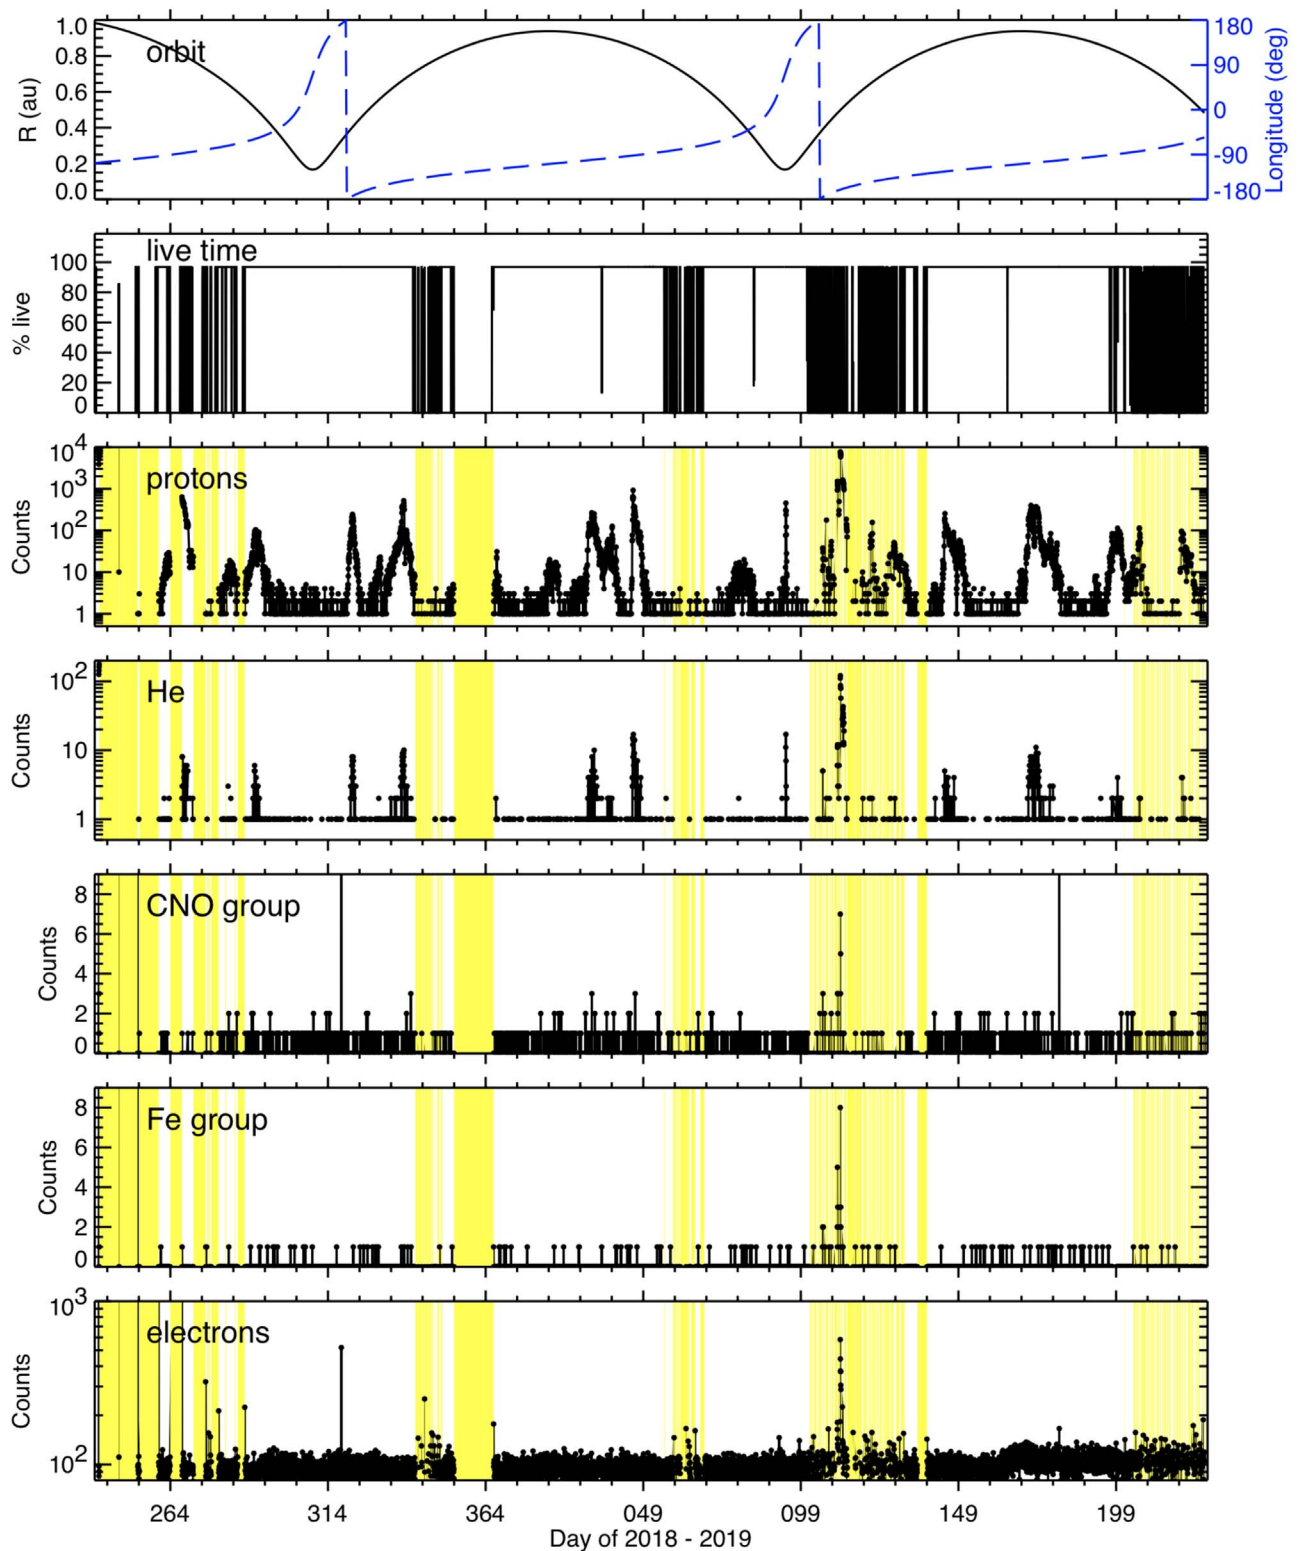 orbit
R (au)
1.0
0.8
0.6
0.4
0.2
0.0
180
90
0
-90
-180
Longitude (deg)
live time
% live
100
80
60
40
20
0
protons
Counts
10^4
10^3
10^2
10
1
He
Counts
10^2
10
1
CNO group
Counts
8
6
4
2
0
Fe group
Counts
8
6
4
2
0
electrons
Counts
10^3
10^2
264 314 364 049 099 149 199
Day of 2018 - 2019